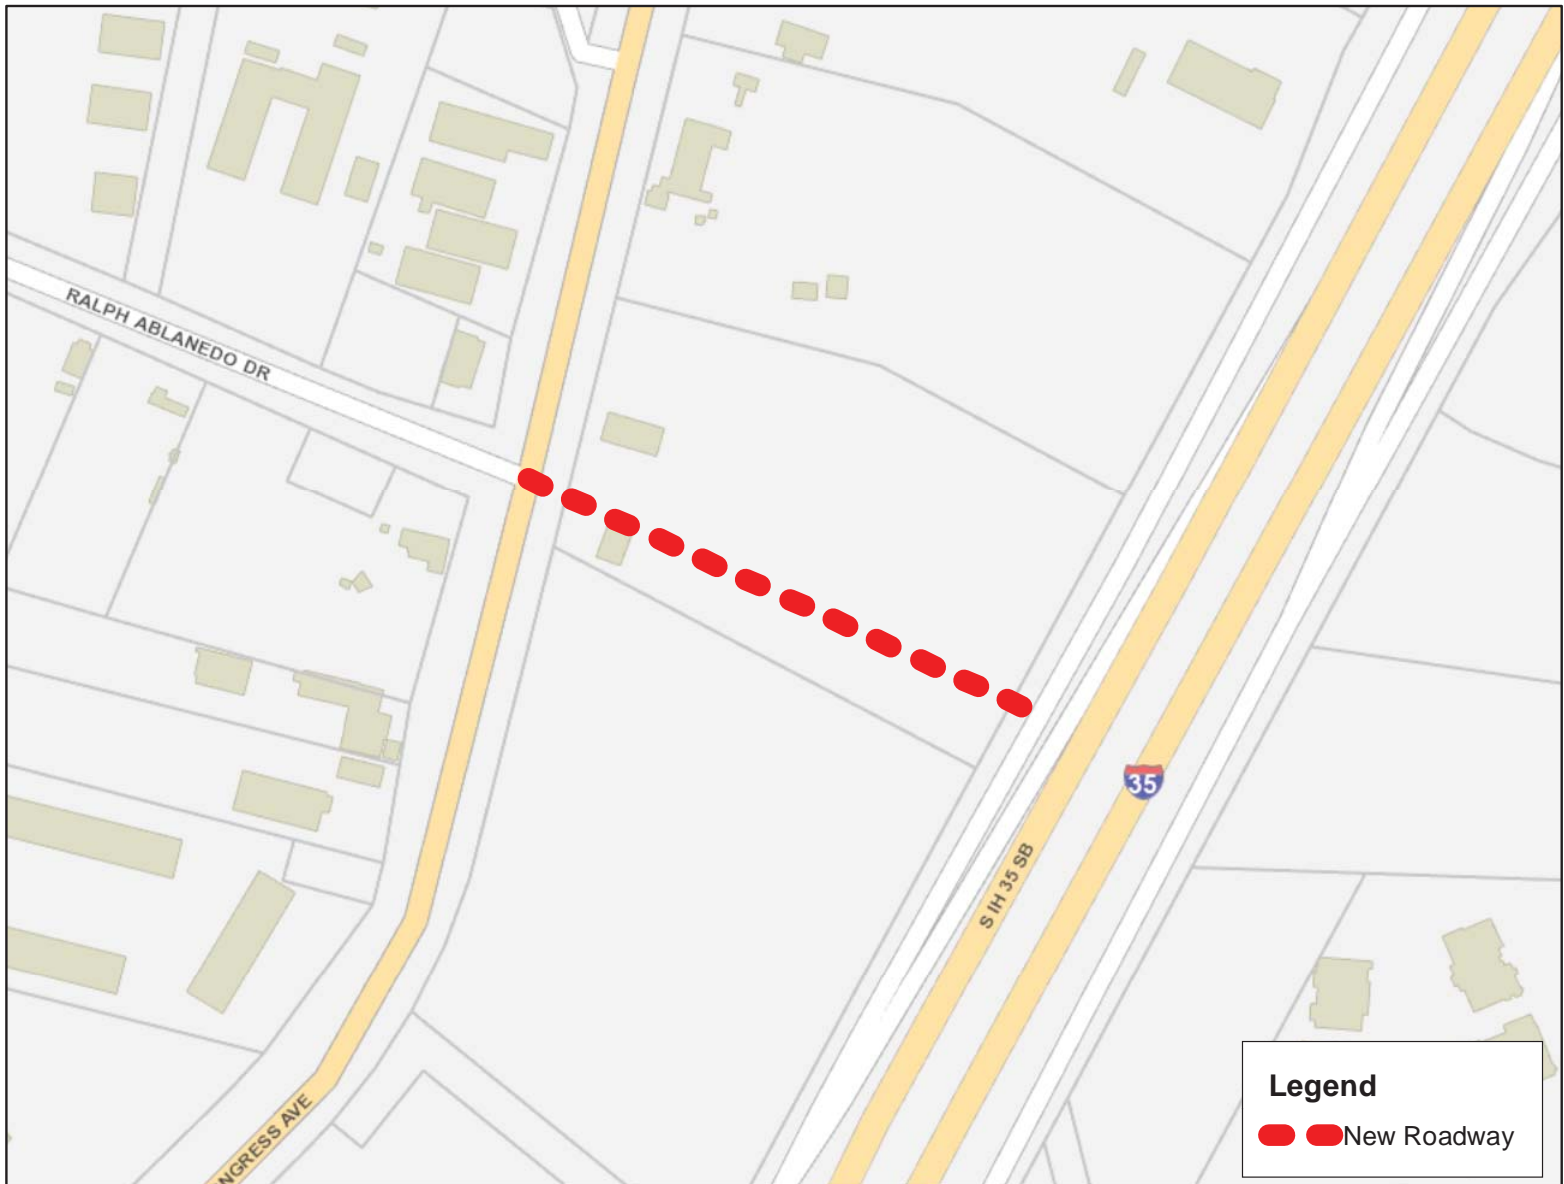 RALPH ABLANEDO DR
35
S IH 35 SB
NGRESS AVE
Legend
New Roadway